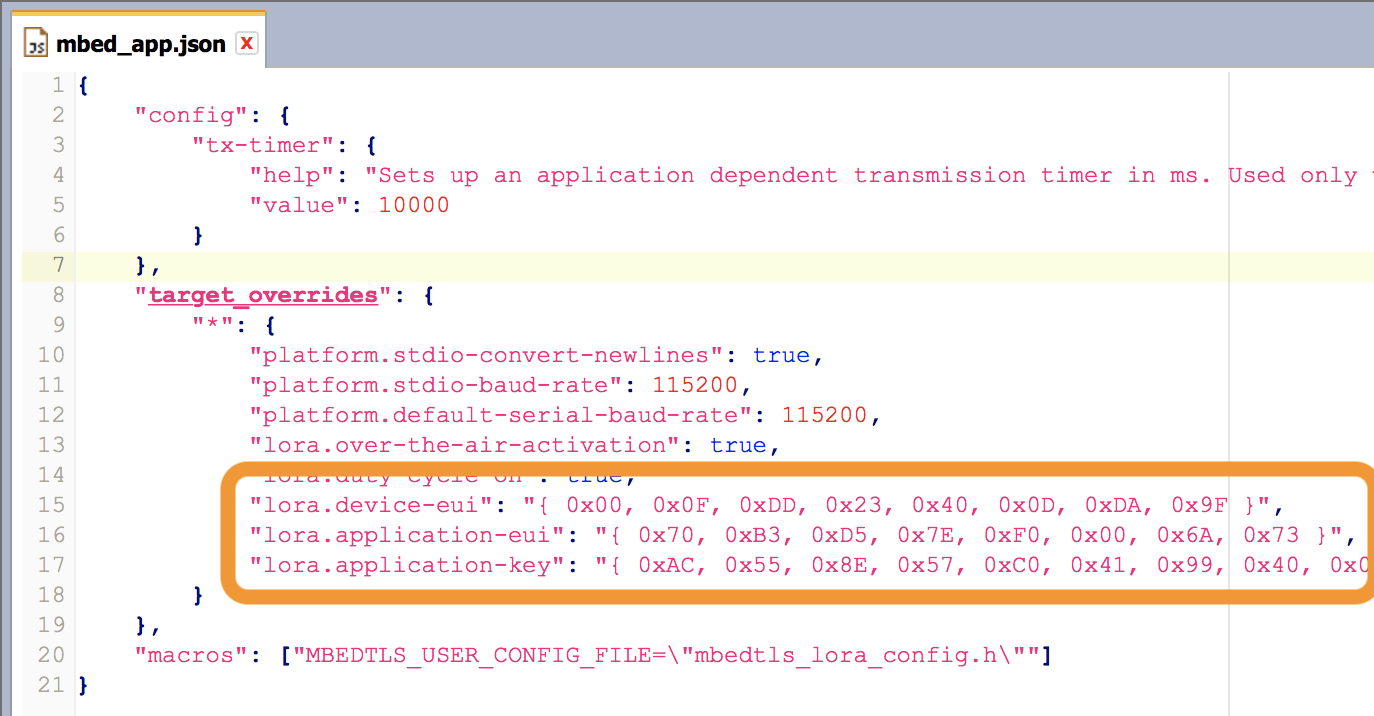 mbed_app.json
1 {
2 "config": {
3 "tx-timer": {
4 "help": "Sets up an application dependent transmission timer in ms. Used only
5 "value": 10000
6 }
7 },
8 "target_overrides": {
9 "*": {
10 "platform.stdio-convert-newlines": true,
11 "platform.stdio-baud-rate": 115200,
12 "platform.default-serial-baud-rate": 115200,
13 "lora.over-the-air-activation": true,
14 "lora.duty-cycle-on": true,
15 "lora.device-eui": "{ 0x00, 0x0F, 0xDD, 0x23, 0x40, 0x0D, 0xDA, 0x9F }",
16 "lora.application-eui": "{ 0x70, 0xB3, 0xD5, 0x7E, 0xF0, 0x00, 0x6A, 0x73 }",
17 "lora.application-key": "{ 0xAC, 0x55, 0x8E, 0x57, 0xC0, 0x41, 0x99, 0x40,
18 }
19 },
20 "macros": ["MBEDTLS_USER_CONFIG_FILE=\"mbedtls_lora_config.h\""]
21 }